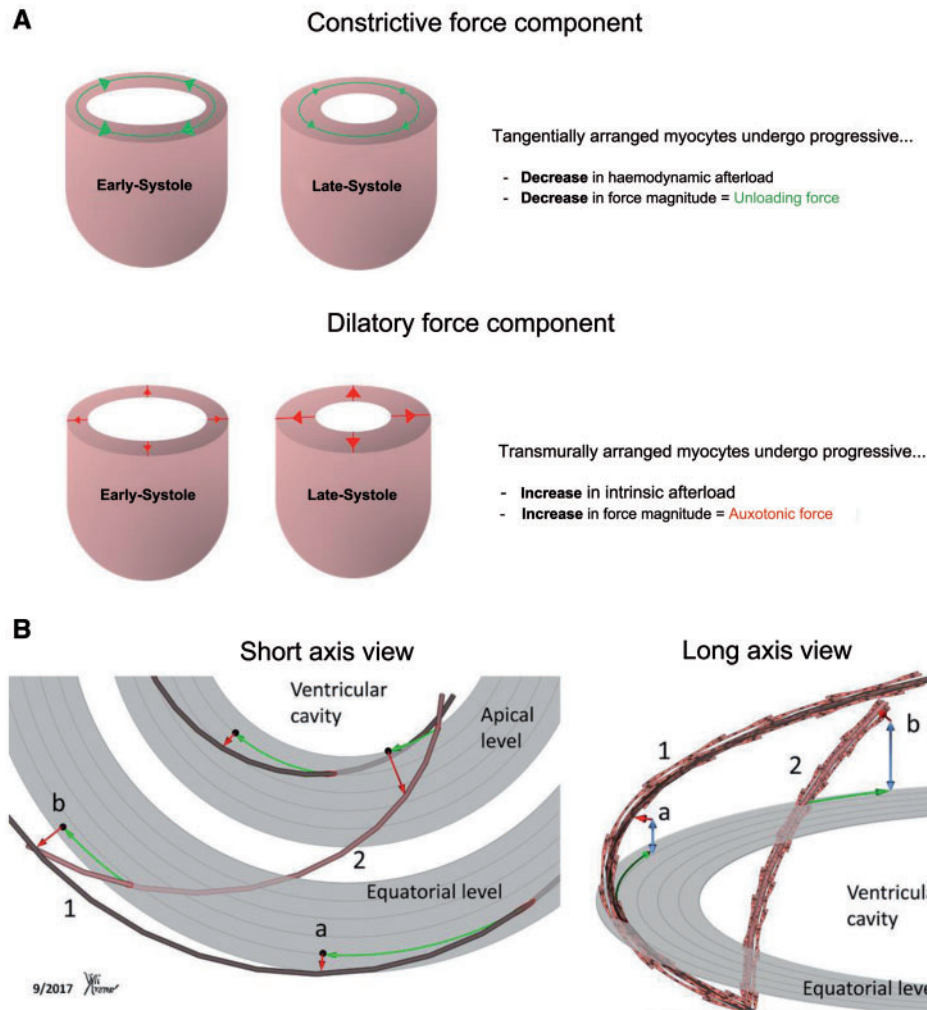 A
Constrictive force component
Early-Systole
Late-Systole
Tangentially arranged myocytes undergo progressive...
- Decrease in haemodynamic afterload
- Decrease in force magnitude = Unloading force
Dilatory force component
Early-Systole
Late-Systole
Transmurally arranged myocytes undergo progressive...
- Increase in intrinsic afterload
- Increase in force magnitude = Auxotonic force
B
Short axis view
Ventricular
cavity
Apical
level
b
2
Equatorial level
1
a
9/2017
Long axis view
b
1
2
a
Ventricula
cavity
Equatorial leve